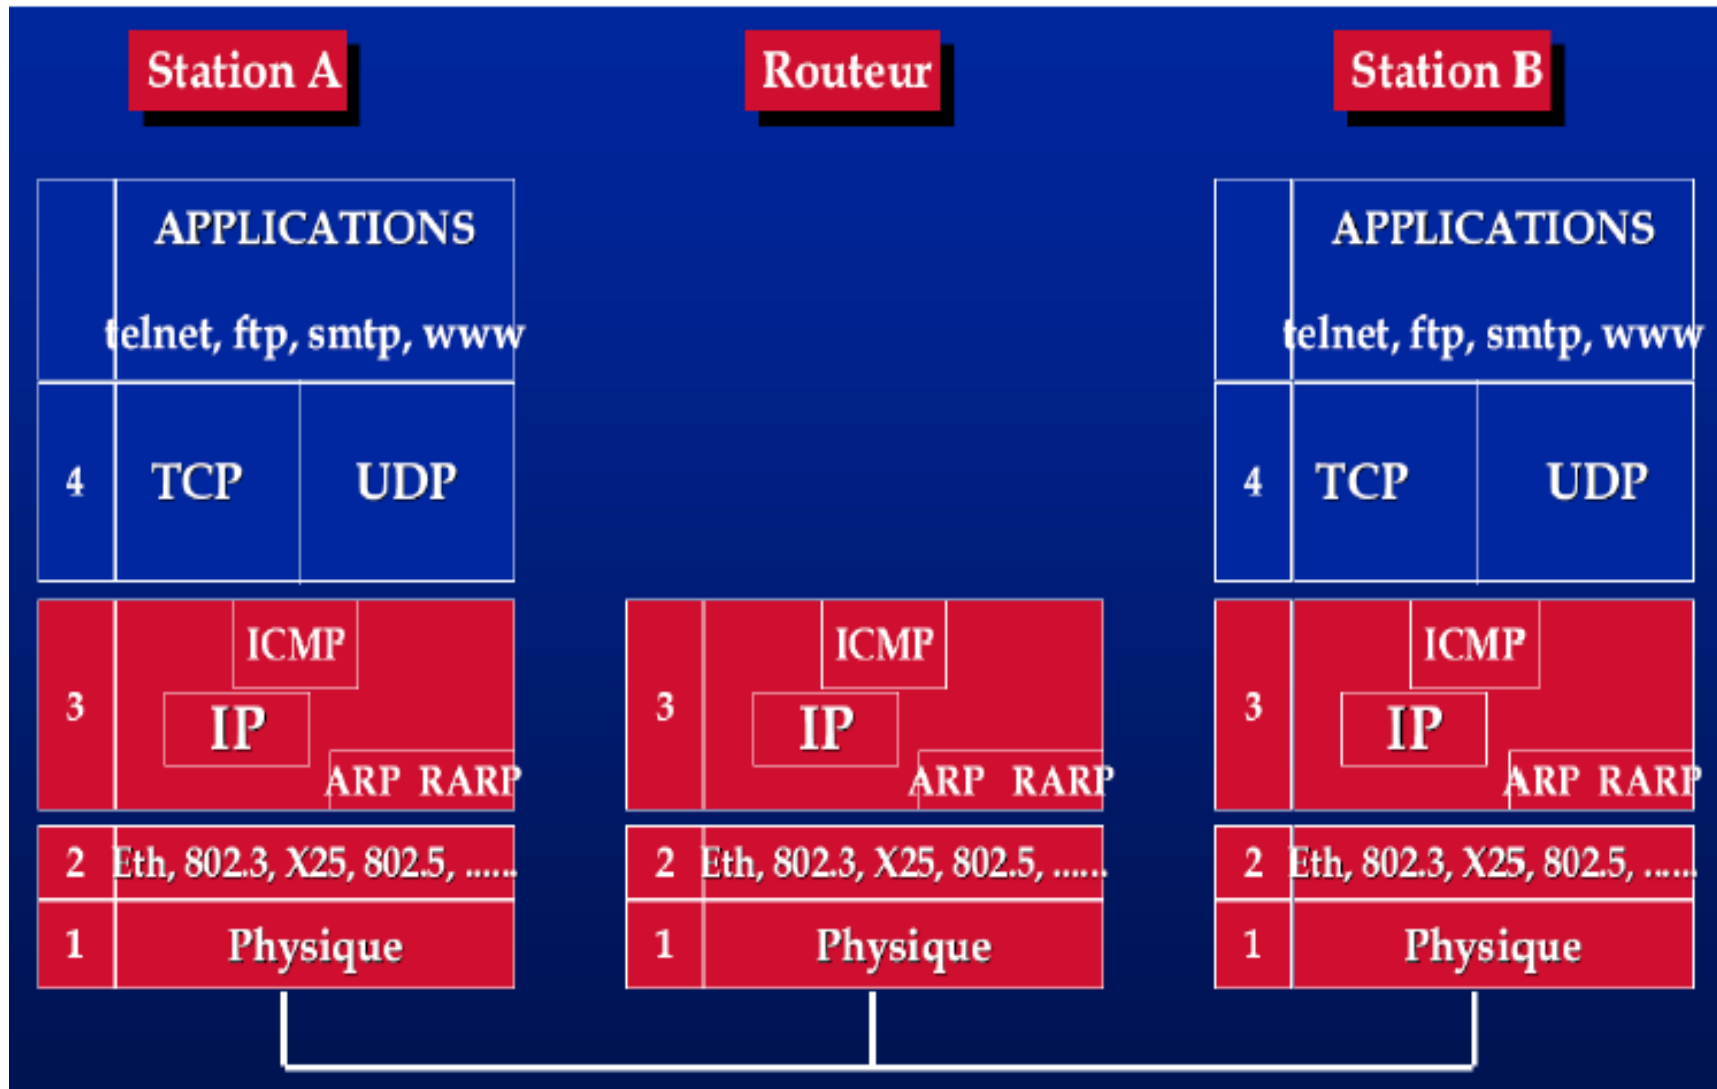 Station A
Routeur
Station B
APPLICATIONS
telnet, ftp, smtp, www
4
TCP
UDP
3
ICMP
IP
ARP RARP
2
Eth, 802.3, X25, 802.5, ......
1
Physique
3
ICMP
IP
ARP RARP
2
Eth, 802.3, X25, 802.5, ......
1
Physique
APPLICATIONS
telnet, ftp, smtp, www
4
TCP
UDP
3
ICMP
IP
ARP RARP
2
Eth, 802.3, X25, 802.5, ......
1
Physique